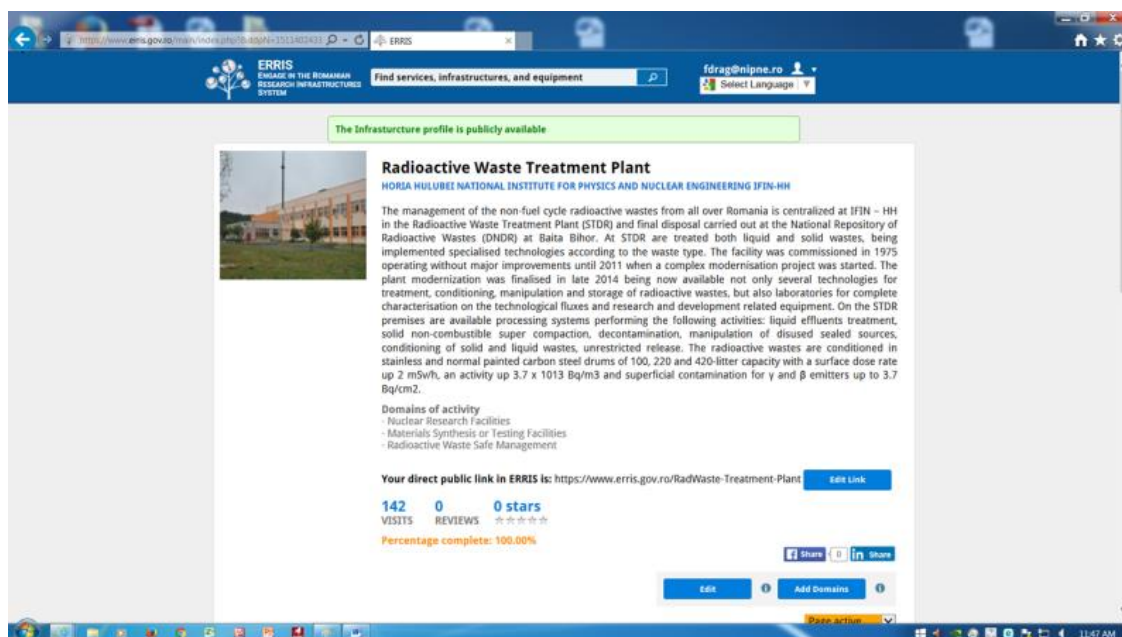 https://www.erris.gov.ro/main/index.php?
ERRIS
ERRIS
ENGAGE IN THE ROMANIAN
RESEARCH INFRASTRUCTURES
SYSTEM
Find services, infrastructures, and equipment
fdrag@nipne.ro
Select Language
The Infrasturcture profile is publicly available
Radioactive Waste Treatment Plant
HORIA HULUBEI NATIONAL INSTITUTE FOR PHYSICS AND NUCLEAR ENGINEERING IFIN-HH
The management of the non-fuel cycle radioactive wastes from all over Romania is centralized at IFIN – HH
in the Radioactive Waste Treatment Plant (STDR) and final disposal carried out at the National Repository of
Radioactive Wastes (DNDR) at Baita Bihor. At STDR are treated both liquid and solid wastes, being
implemented specialised technologies according to the waste type. The facility was commissioned in 1975
operating without major improvements until 2011 when a complex modernisation project was started. The
plant modernization was finalised in late 2014 being now available not only several technologies for
treatment, conditioning, manipulation and storage of radioactive wastes, but also laboratories for complete
characterisation on the technological fluxes and research and development related equipment. On the STDR
premises are available processing systems performing the following activities: liquid effluents treatment,
solid non-combustible super compaction, decontamination, manipulation of disused sealed sources,
conditioning of solid and liquid wastes, unrestricted release. The radioactive wastes are conditioned in
stainless and normal painted carbon steel drums of 100, 220 and 420-litter capacity with a surface dose rate
up 2 mSv/h, an activity up 3.7 x 1013 Bq/m3 and superficial contamination for γ and β emitters up to 3.7
Bq/cm2.
Domains of activity
- Nuclear Research Facilities
- Materials Synthesis or Testing Facilities
- Radioactive Waste Safe Management
Your direct public link in ERRIS is: https://www.erris.gov.ro/RadWaste-Treatment-Plant Edit Link
142 0 0 stars
VISITS REVIEWS
Percentage complete: 100.00%
Share 0 in Share
Edit Add Domains
Page active
11:47 AM